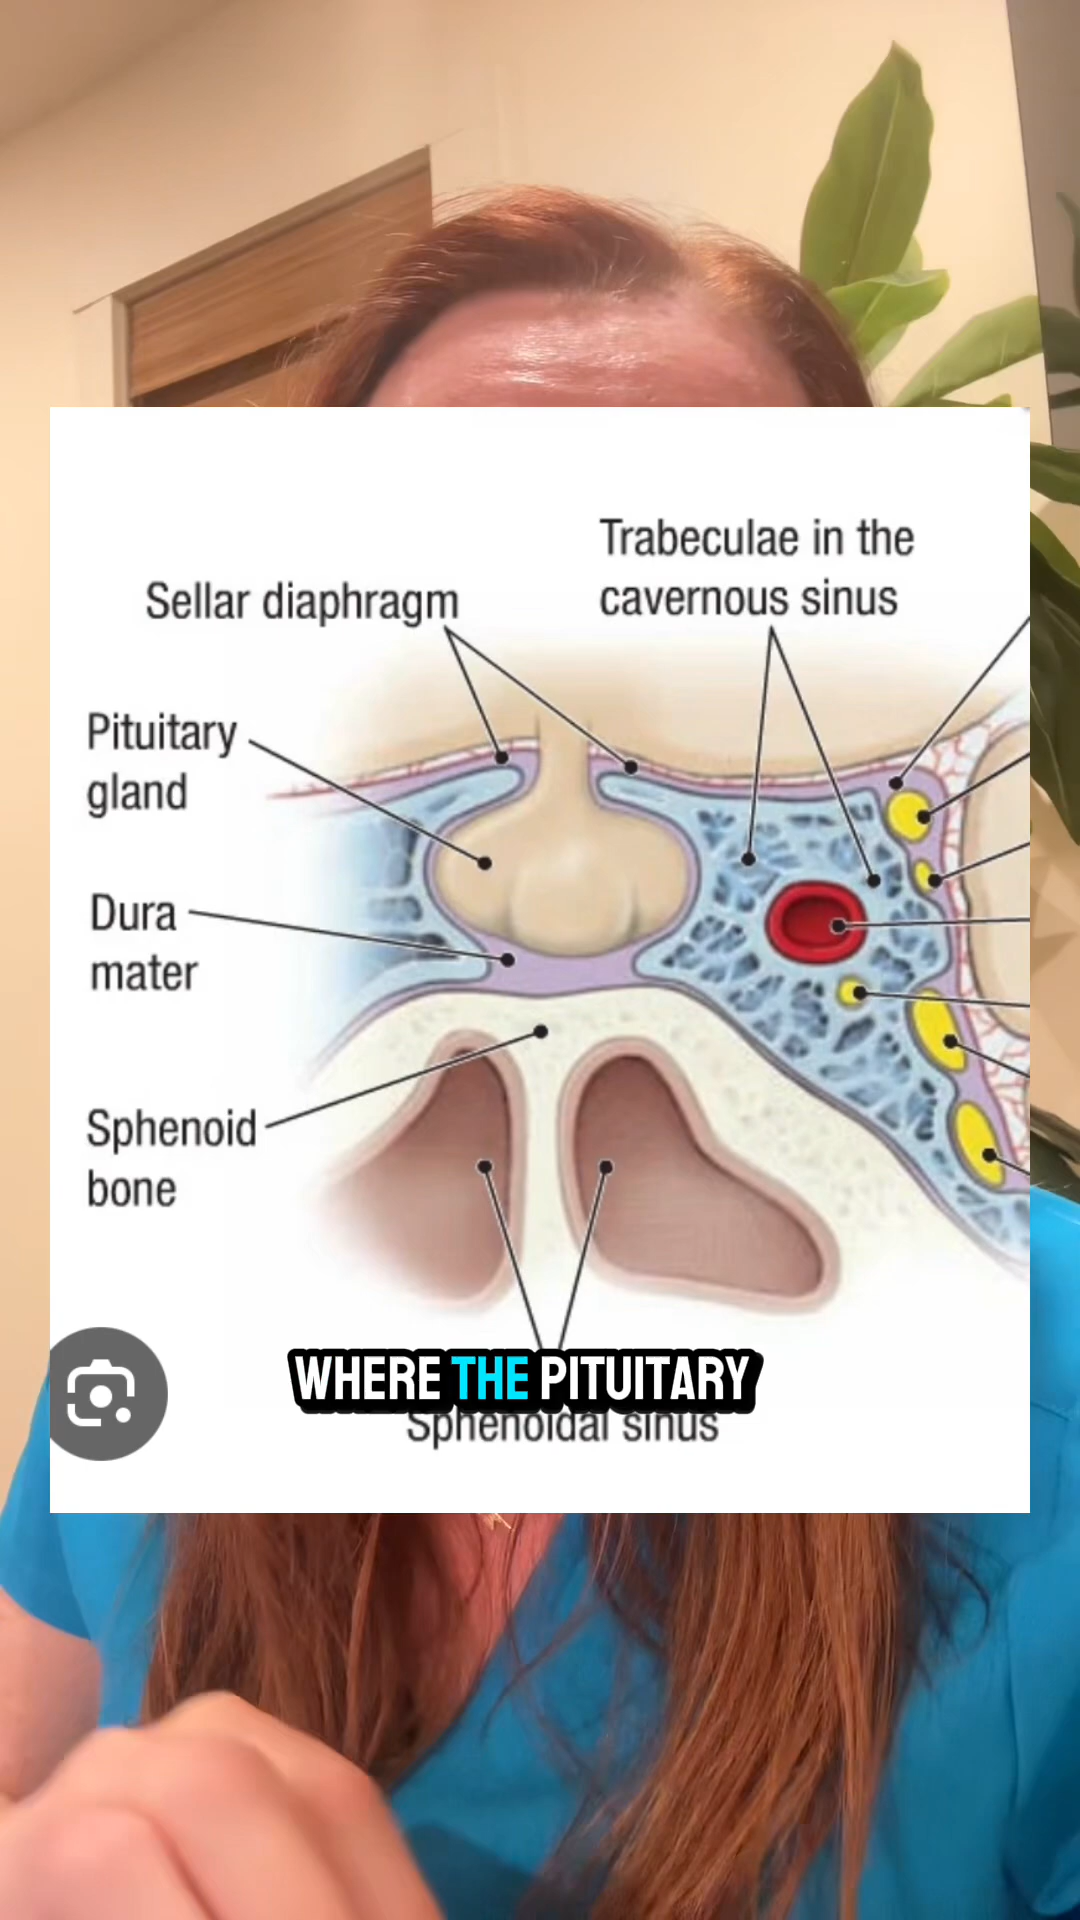 Trabeculae in the
cavernous sinus
Sellar diaphragm
Pituitary
gland
Dura
mater
Sphenoid
bone
WHERE THE PITUITARY
Sphenoidal sinus